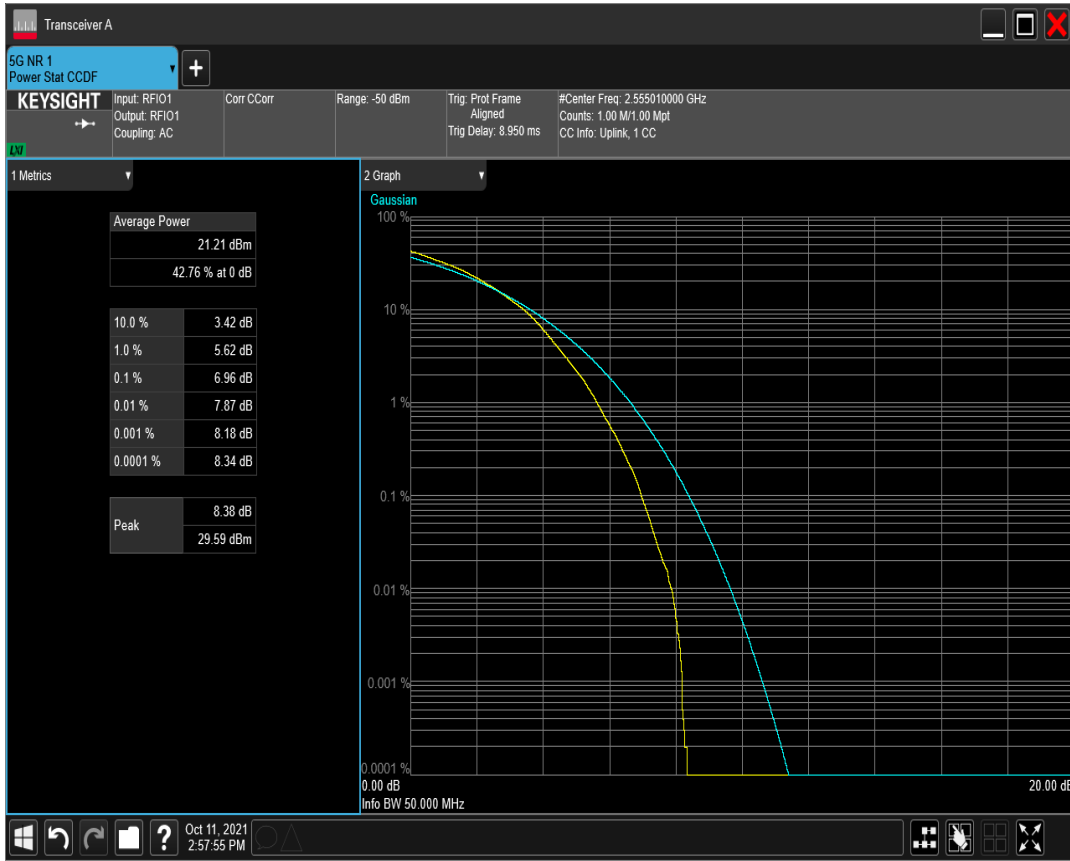 Transceiver A
5G NR 1
Power Stat CCDF
KEYSIGHT
LXI
Input: RFIO1
Output: RFIO1
Coupling: AC
Corr CCorr
Range: -50 dBm
Trig: Prot Frame
Aligned
Trig Delay: 8.950 ms
#Center Freq: 2.555010000 GHz
Counts: 1.00 M/1.00 Mpt
CC Info: Uplink, 1 CC
1 Metrics
Average Power
21.21 dBm
42.76 % at 0 dB
10.0 % 3.42 dB
1.0 % 5.62 dB
0.1 % 6.96 dB
0.01 % 7.87 dB
0.001 % 8.18 dB
0.0001 % 8.34 dB
Peak
8.38 dB
29.59 dBm
2 Graph
Gaussian
100 %
10 %
1 %
0.1 %
0.01 %
0.001 %
0.0001 %
0.00 dB 20.00 dB
Info BW 50.000 MHz
?
Oct 11, 2021
2:57:55 PM